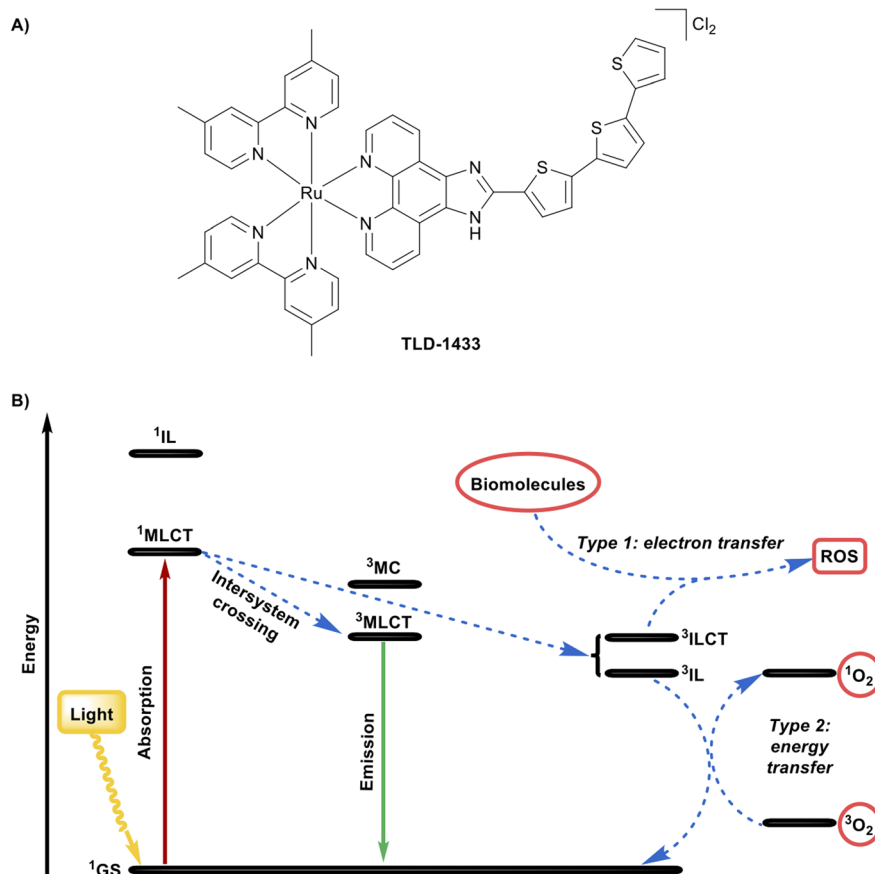 A)
Cl2
S
S
S
N
N
N
N
N
N
N
N
H
Ru
TLD-1433
B)
¹IL
¹MLCT
³MC
³MLCT
Intersystem
crossing
Biomolecules
Type 1: electron transfer
ROS
³ILCT
³IL
¹O₂
Type 2:
energy
transfer
³O₂
Energy
Light
Absorption
Emission
¹GS